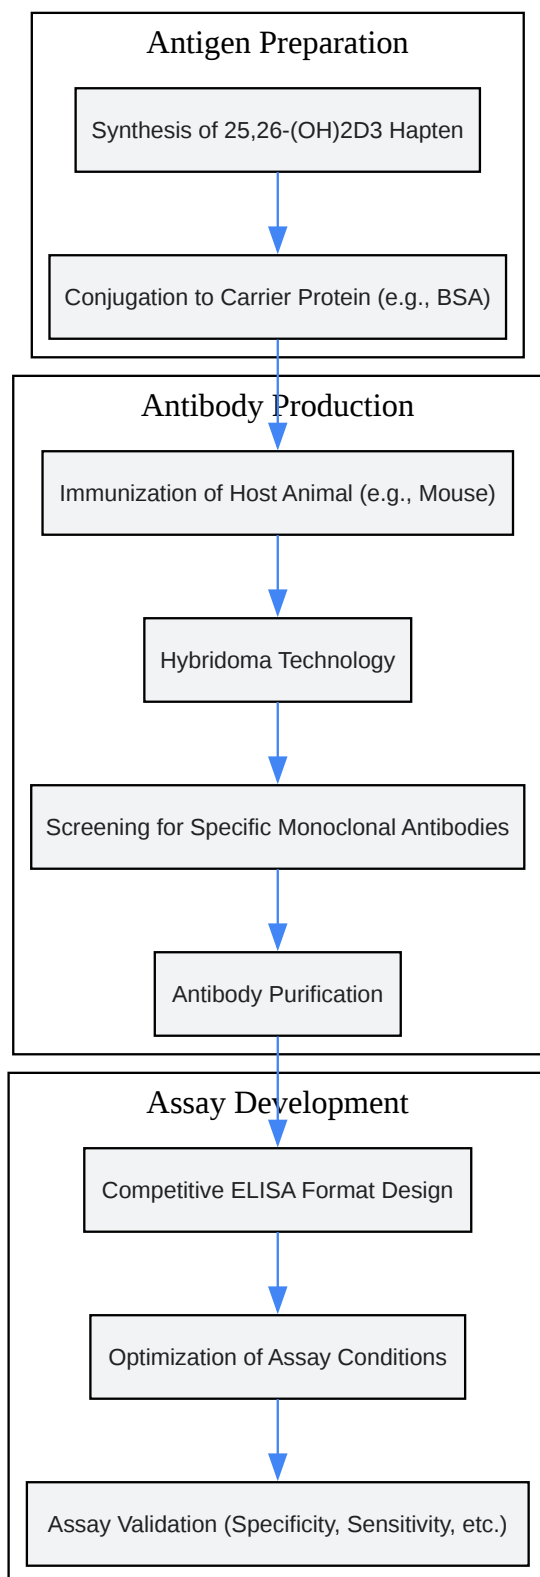 Antigen Preparation
Synthesis of 25,26-(OH)2D3 Hapten
Conjugation to Carrier Protein (e.g., BSA)
Antibody Production
Immunization of Host Animal (e.g., Mouse)
Hybridoma Technology
Screening for Specific Monoclonal Antibodies
Antibody Purification
Assay Development
Competitive ELISA Format Design
Optimization of Assay Conditions
Assay Validation (Specificity, Sensitivity, etc.)